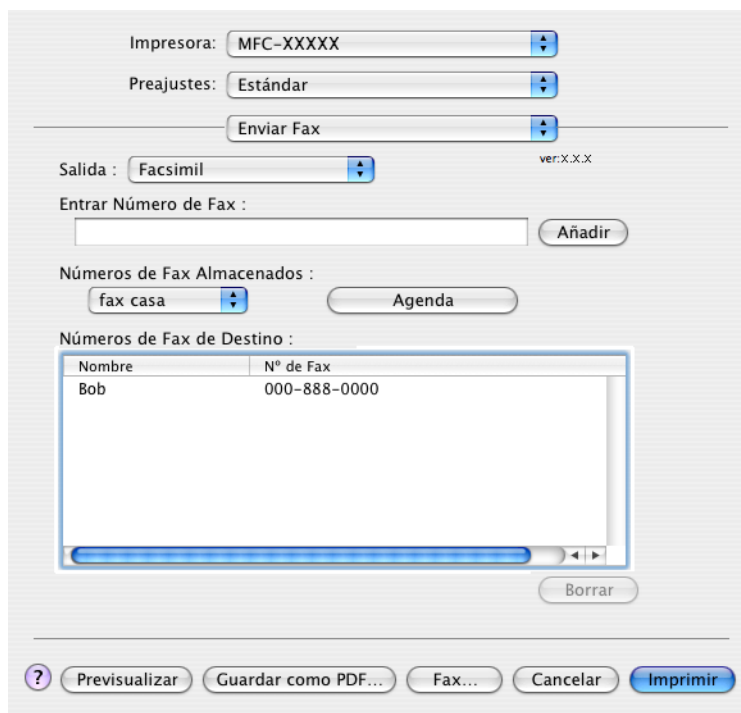 Impresora: MFC-XXXXX
Preajustes: Estándar
Enviar Fax
ver:X.X.X
Salida : Facsimil
Entrar Número de Fax :
Añadir
Números de Fax Almacenados :
fax casa Agenda
Números de Fax de Destino :
Nombre Nº de Fax
Bob 000-888-0000
Borrar
? Previsualizar Guardar como PDF... Fax... Cancelar Imprimir